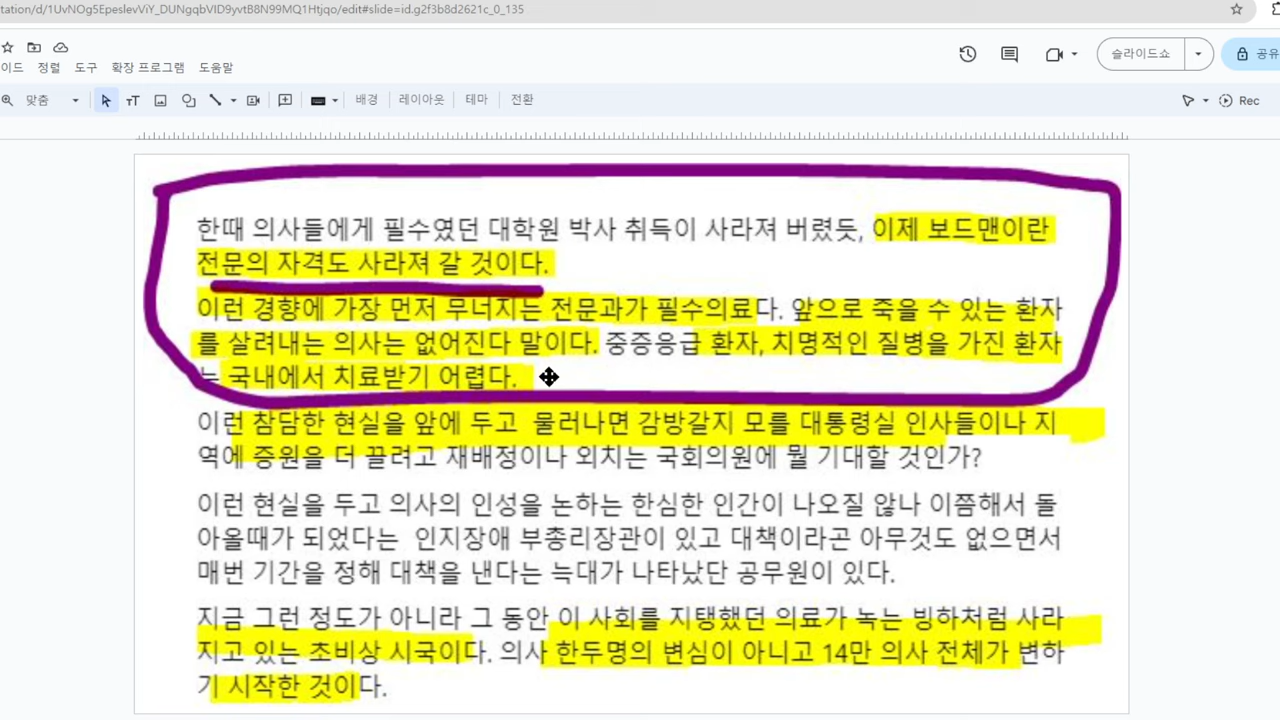 tation/d/1UvNOg5EpeslevViY_DUNgqbVID9yvtB8N99MQ1Htjqo/edit#slide=id.g2f3b8d2621c_0_135
이드 정렬 도구 확장 프로그램 도움말
슬라이드쇼
공유
맞춤
배경 레이아웃 테마 전환
Rec
한때 의사들에게 필수였던 대학원 박사 취득이 사라져 버렸듯, 이제 보드맨이란
전문의 자격도 사라져 갈 것이다.
이런 경향에 가장 먼저 무너지는 전문과가 필수의료다. 앞으로 죽을 수 있는 환자
를 살려내는 의사는 없어진다 말이다. 중증응급 환자, 치명적인 질병을 가진 환자
는 국내에서 치료받기 어렵다.
이런 참담한 현실을 앞에 두고 물러나면 감방갈지 모를 대통령실 인사들이나 지
역에 증원을 더 끌려고 재배정이나 외치는 국회의원에 뭘 기대할 것인가?
이런 현실을 두고 의사의 인성을 논하는 한심한 인간이 나오질 않나 이쯤해서 돌
아올때가 되었다는 인지장애 부총리장관이 있고 대책이라곤 아무것도 없으면서
매번 기간을 정해 대책을 낸다는 늑대가 나타났단 공무원이 있다.
지금 그런 정도가 아니라 그 동안 이 사회를 지탱했던 의료가 녹는 빙하처럼 사라
지고 있는 초비상 시국이다. 의사 한두명의 변심이 아니고 14만 의사 전체가 변하
기 시작한 것이다.